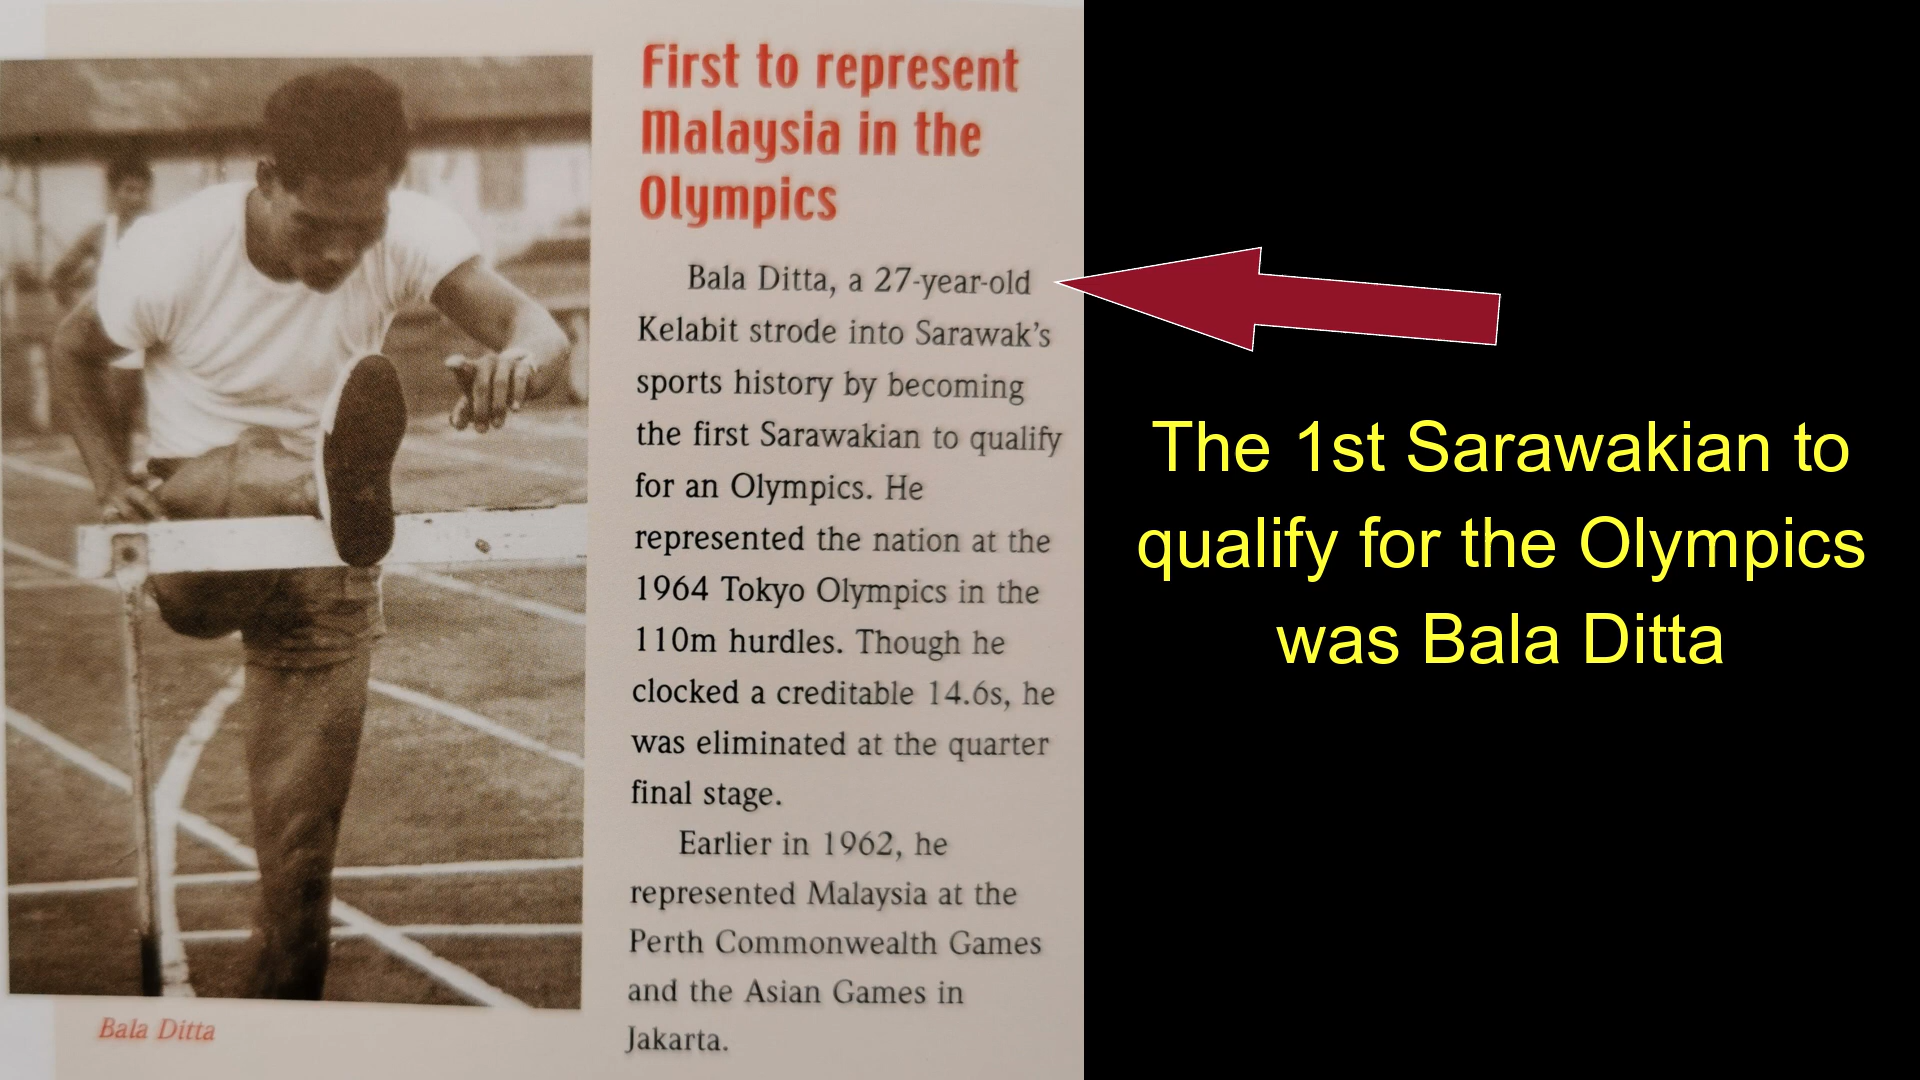 First to represent
Malaysia in the
Olympics
Bala Ditta, a 27-year-old
Kelabit strode into Sarawak's
sports history by becoming
the first Sarawakian to qualify
for an Olympics. He
represented the nation at the
1964 Tokyo Olympics in the
110m hurdles. Though he
clocked a creditable 14.6s, he
was eliminated at the quarter
final stage.
Earlier in 1962, he
represented Malaysia at the
Perth Commonwealth Games
and the Asian Games in
Jakarta.
Bala Ditta
The 1st Sarawakian to
qualify for the Olympics
was Bala Ditta